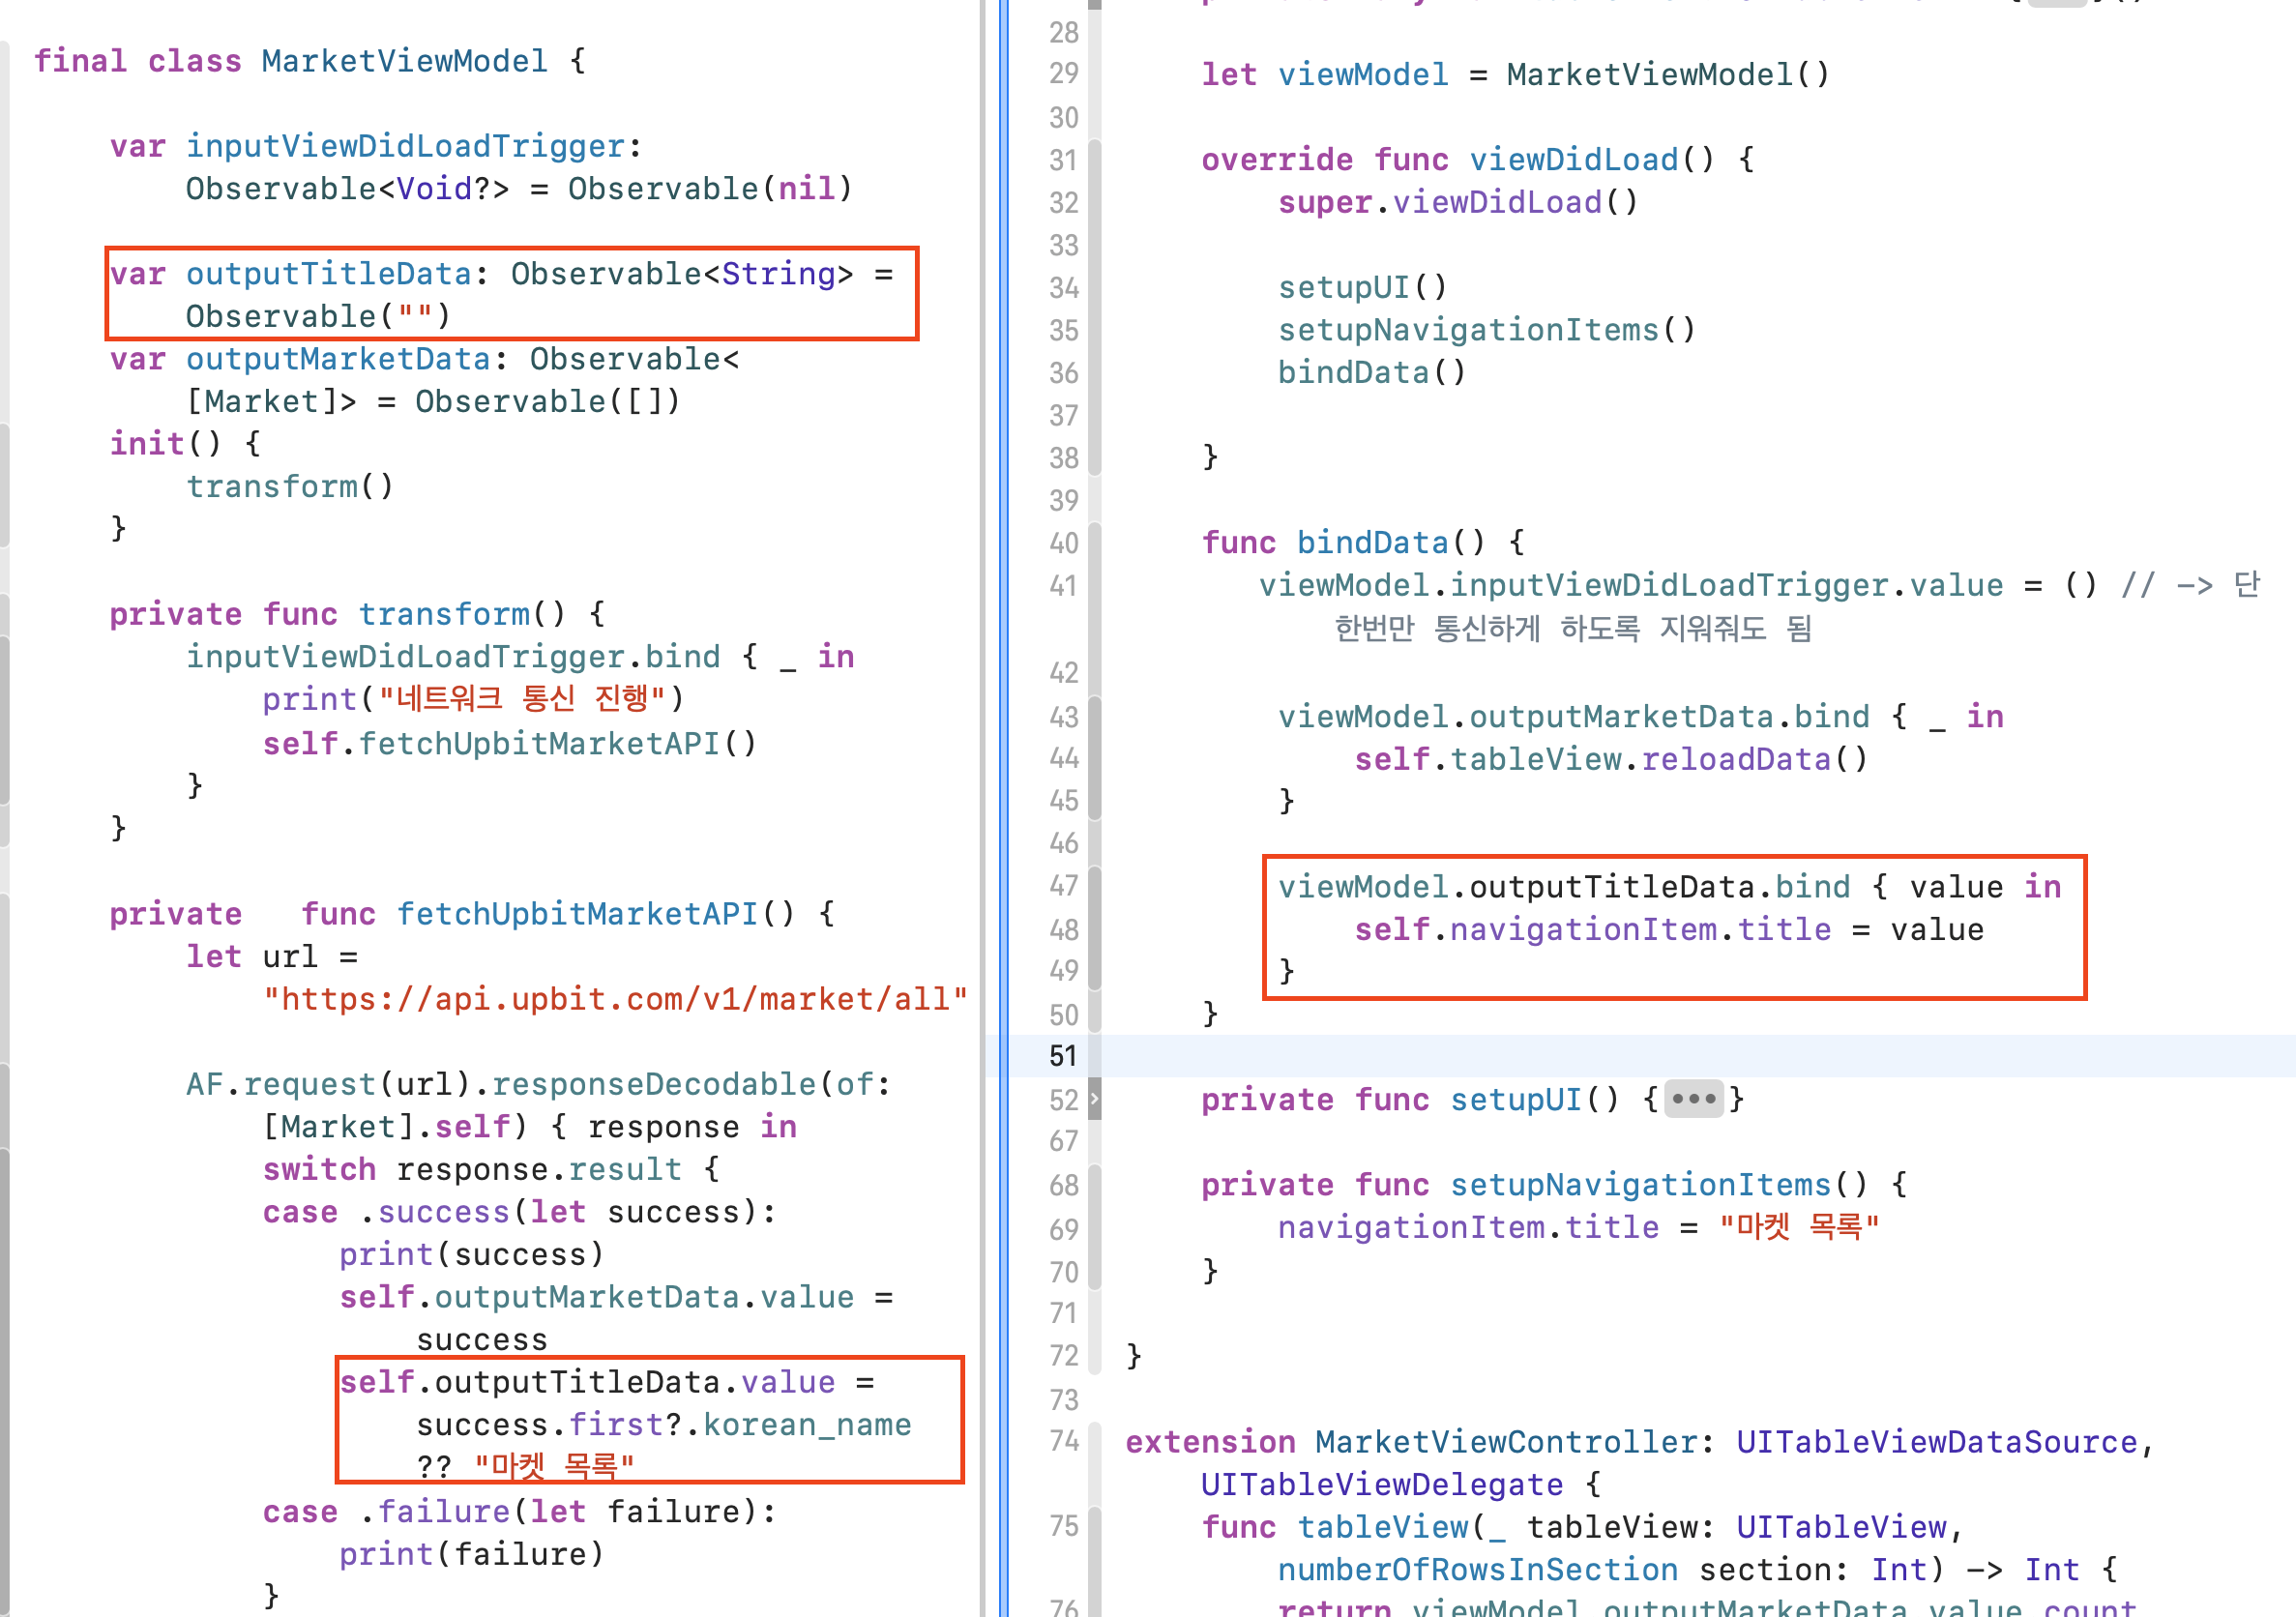 final class MarketViewModel {
var inputViewDidLoadTrigger:
Observable<Void?> = Observable(nil)
var outputTitleData: Observable<String> =
Observable("")
var outputMarketData: Observable<
[Market]> = Observable([])
init() {
transform()
}
private func transform() {
inputViewDidLoadTrigger.bind { _ in
print("네트워크 통신 진행")
self.fetchUpbitMarketAPI()
}
}
private   func fetchUpbitMarketAPI() {
let url =
"https://api.upbit.com/v1/market/all"
AF.request(url).responseDecodable(of:
[Market].self) { response in
switch response.result {
case .success(let success):
print(success)
self.outputMarketData.value =
success
self.outputTitleData.value =
success.first?.korean_name
?? "마켓 목록"
case .failure(let failure):
print(failure)
}
28
29 let viewModel = MarketViewModel()
30
31 override func viewDidLoad() {
32 super.viewDidLoad()
33
34 setupUI()
35 setupNavigationItems()
36 bindData()
37
38 }
39
40 func bindData() {
41 viewModel.inputViewDidLoadTrigger.value = () // -> 단
한번만 통신하게 하도록 지워줘도 됨
42
43 viewModel.outputMarketData.bind { _ in
44 self.tableView.reloadData()
45 }
46
47 viewModel.outputTitleData.bind { value in
48 self.navigationItem.title = value
49 }
50 }
51
52 private func setupUI() {•••}
67
68 private func setupNavigationItems() {
69 navigationItem.title = "마켓 목록"
70 }
71
72 }
73
74 extension MarketViewController: UITableViewDataSource,
UITableViewDelegate {
75 func tableView(_ tableView: UITableView,
numberOfRowsInSection section: Int) -> Int {
76 return viewModel.outputMarketData.value.count